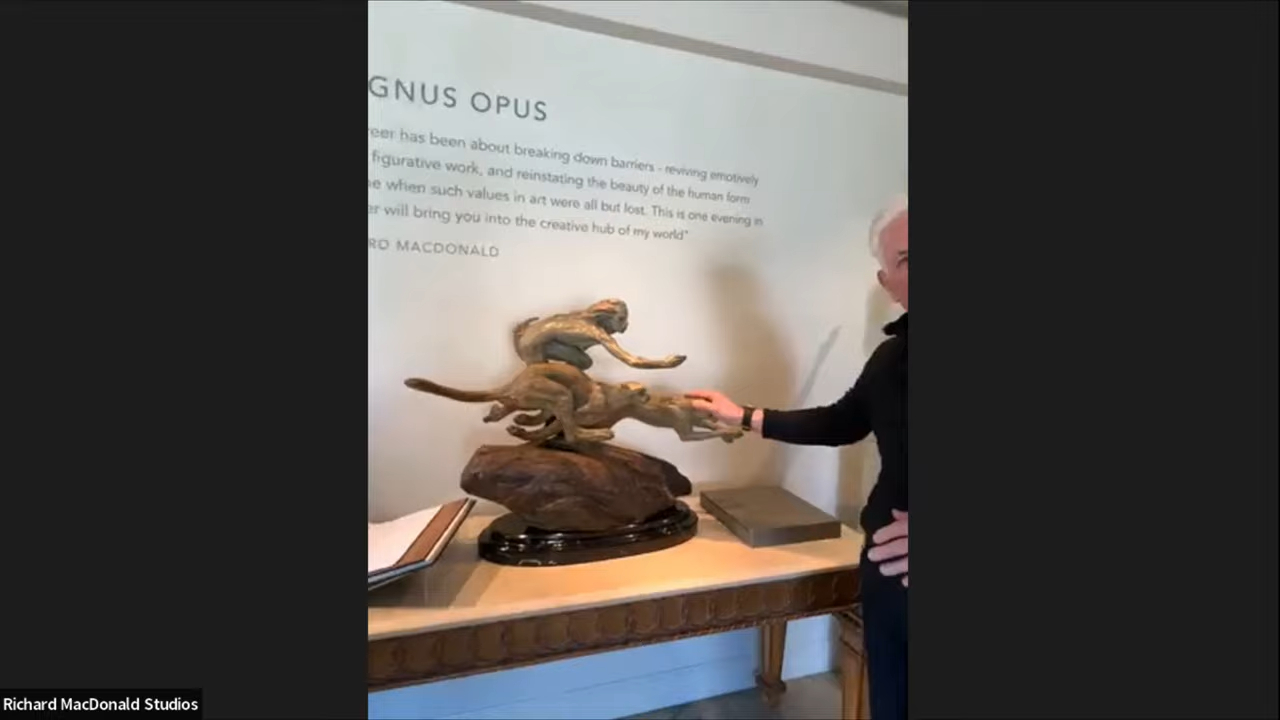 GNUS OPUS
reer has been about breaking down barriers - reviving emotively
figurative work, and reinstating the beauty of the human form
e when such values in art were all but lost. This is one evening in
er will bring you into the creative hub of my world"
RD MACDONALD
Richard MacDonald Studios